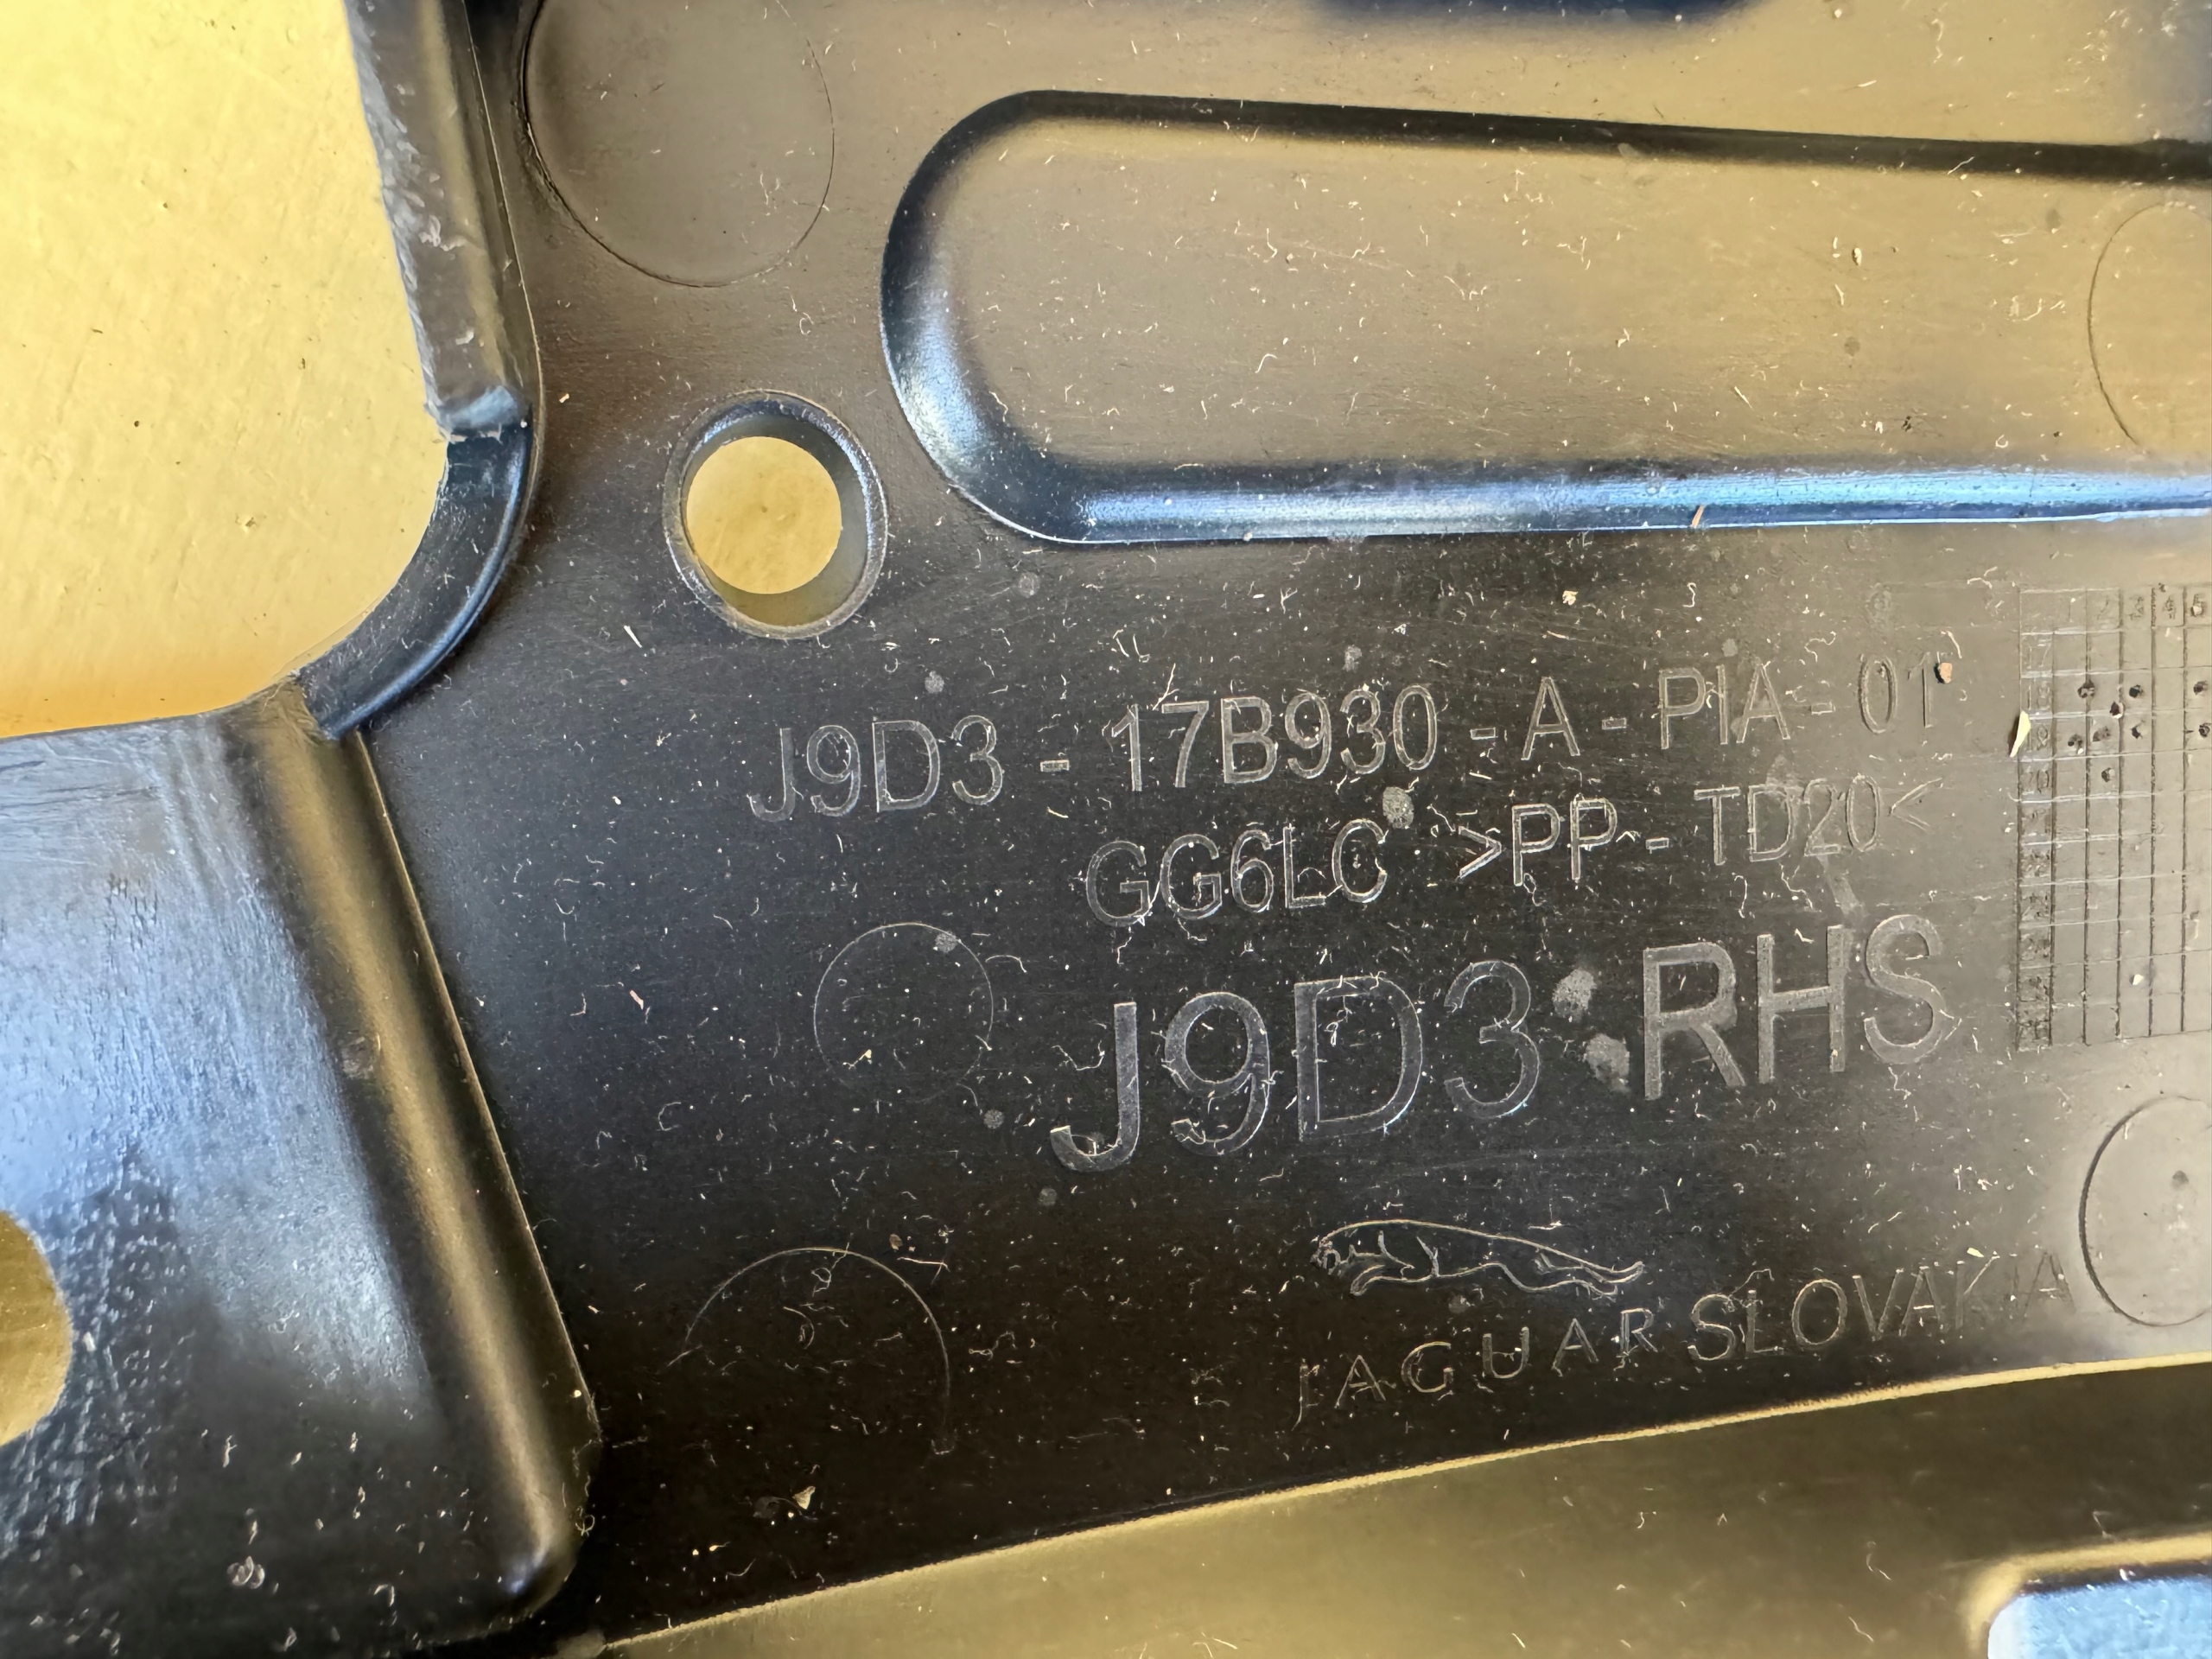 J9D3 - 17B930 - A - PIA - 01
GG6LC >PP - TD20<
J9D3 RHS
JAGUAR SLOVAKIA